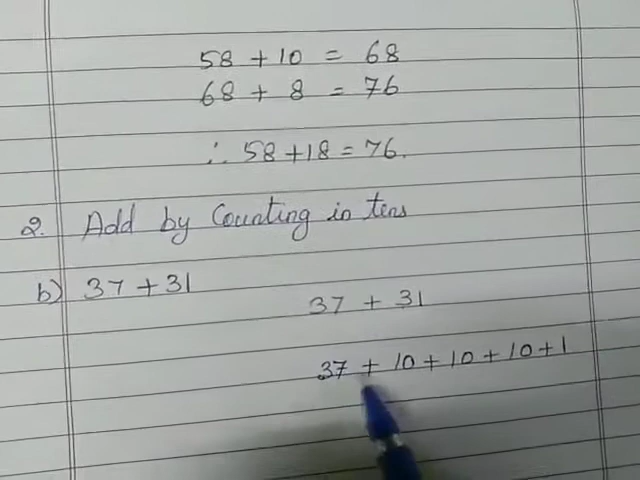 58 + 10 = 68
68 + 8 = 76
∴ 58 + 18 = 76.
2. Add by Counting in tens
b) 37 + 31
37 + 31
37 + 10 + 10 + 10 + 1